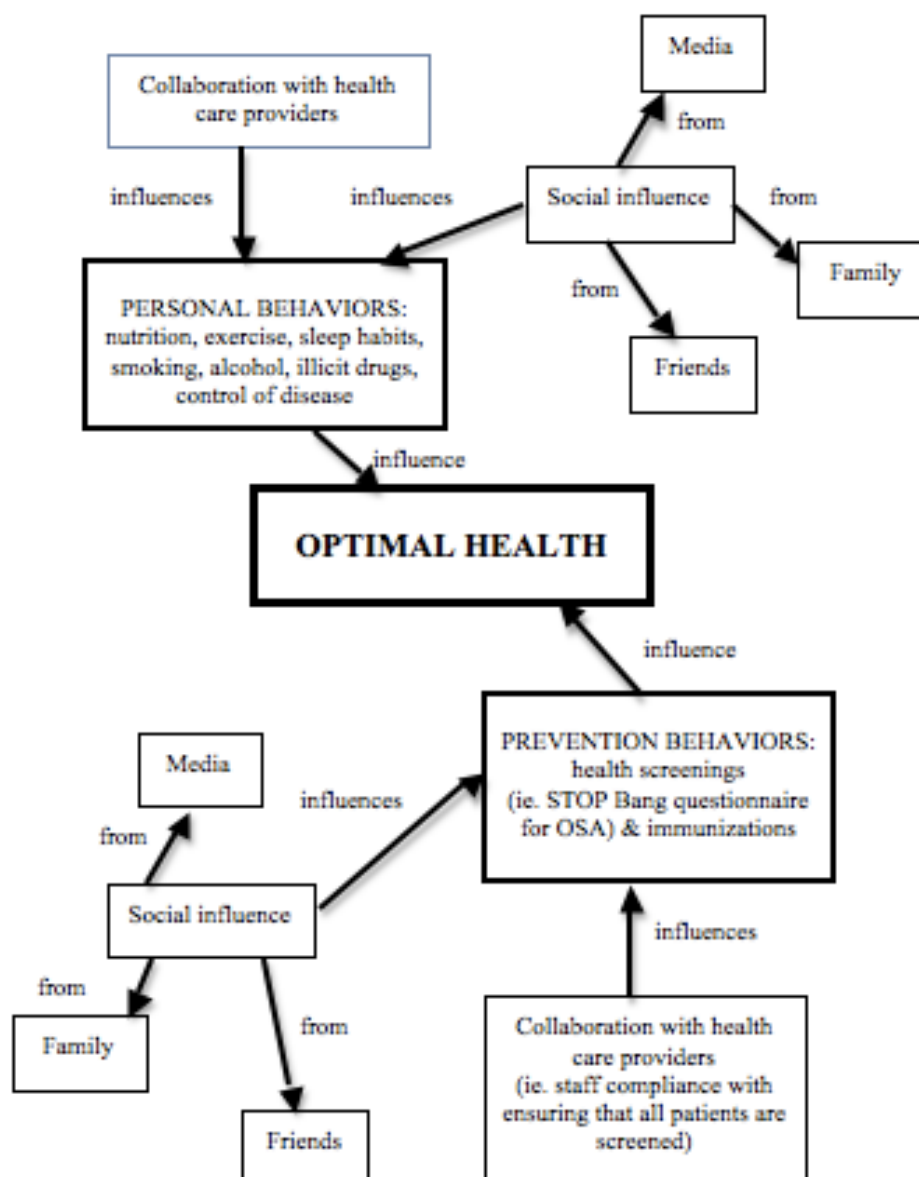 Media
Collaboration with health
care providers
from
influences
influences
Social influence
from
Family
from
PERSONAL BEHAVIORS:
nutrition, exercise, sleep habits,
smoking, alcohol, illicit drugs,
control of disease
Friends
influence
OPTIMAL HEALTH
influence
PREVENTION BEHAVIORS:
health screenings
(ie. STOP Bang questionnaire
for OSA) & immunizations
Media
influences
from
Social influence
influences
from
from
Family
Collaboration with health
care providers
(ie. staff compliance with
ensuring that all patients are
screened)
Friends